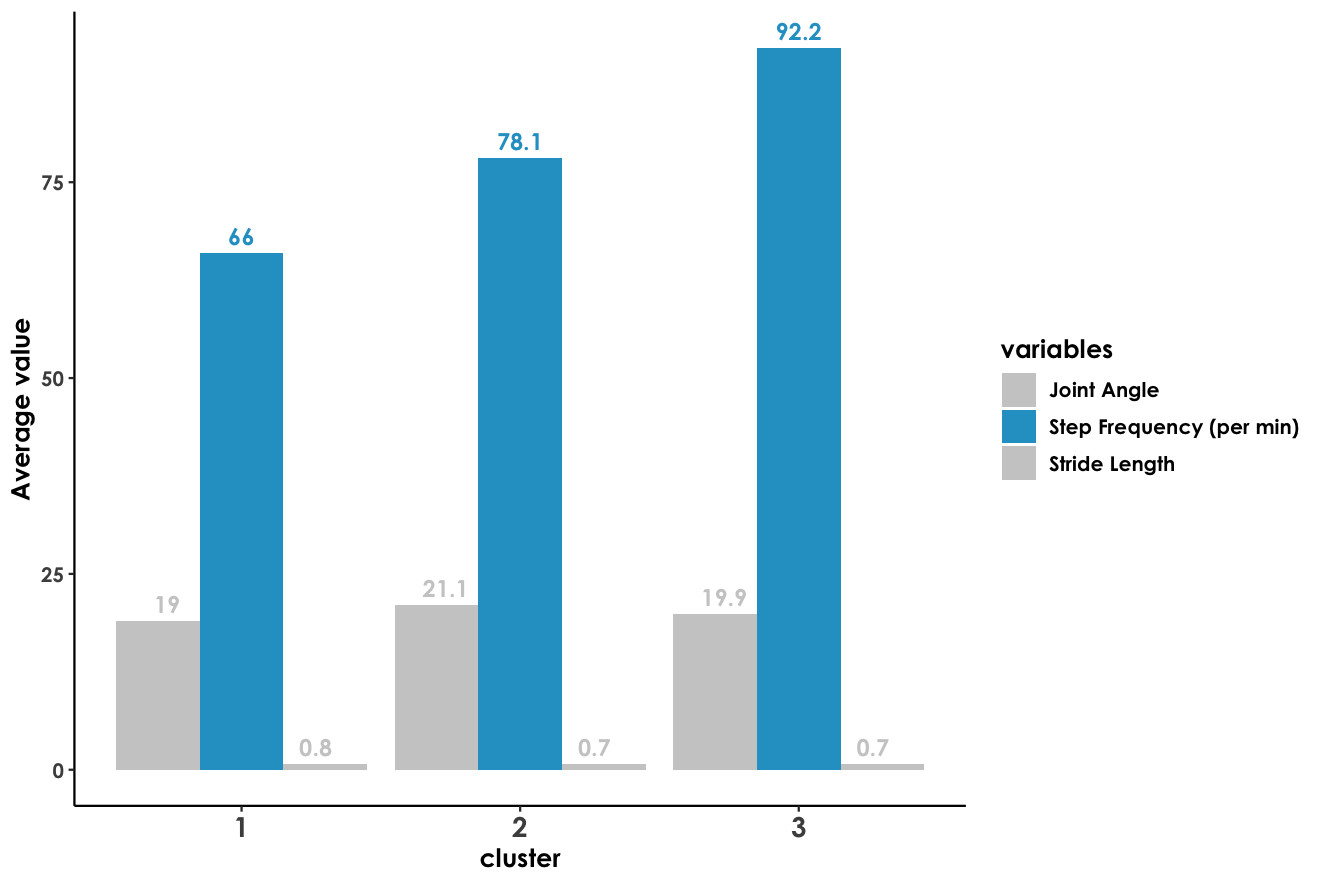 92.2
78.1
75
66
Average value
50
25
21.1
19.9
19
0.8
0.7
0.7
0
1
2
3
cluster
variables
Joint Angle
Step Frequency (per min)
Stride Length